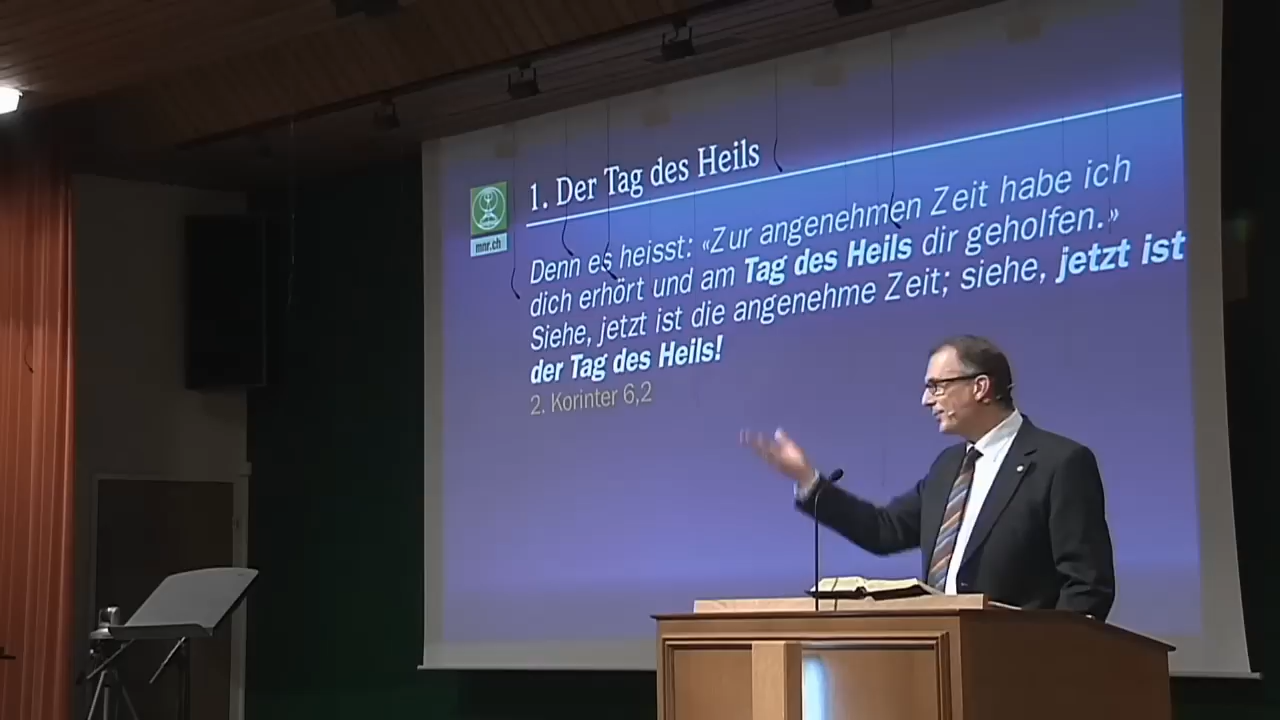 1. Der Tag des Heils
mnr.ch
Denn es heisst: «Zur angenehmen Zeit habe ich
dich erhört und am Tag des Heils dir geholfen.»
Siehe, jetzt ist die angenehme Zeit; siehe, jetzt ist
der Tag des Heils!
2. Korinter 6,2